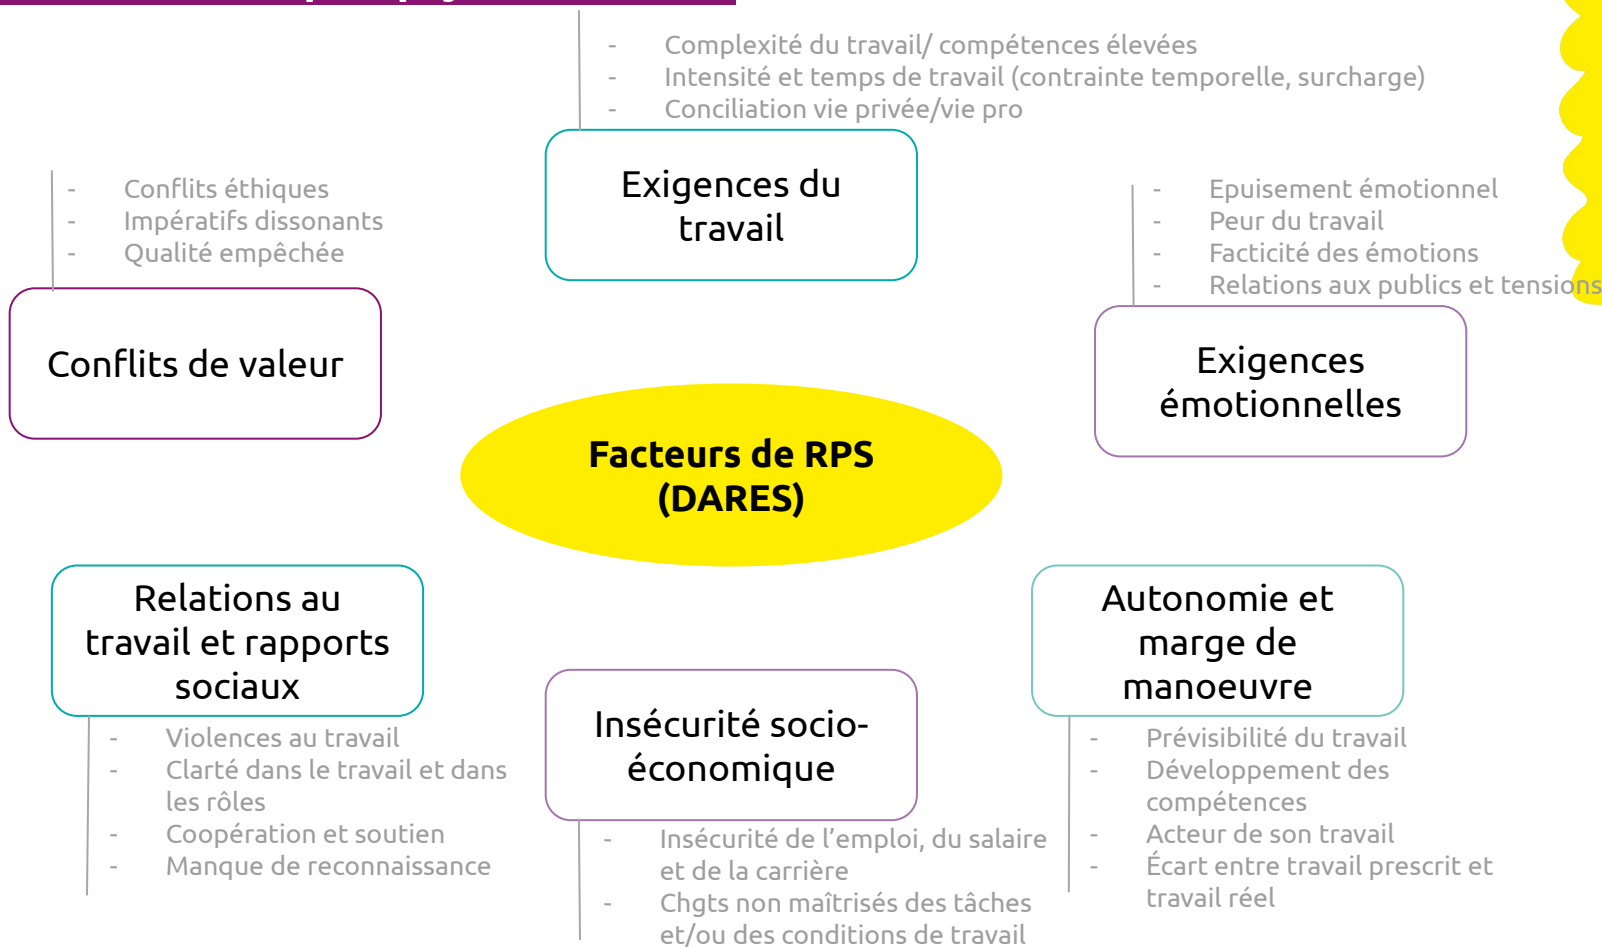 - Complexité du travail/ compétences élevées
- Intensité et temps de travail (contrainte temporelle, surcharge)
- Conciliation vie privée/vie pro
Exigences du
travail
- Conflits éthiques
- Impératifs dissonants
- Qualité empêchée
Conflits de valeur
- Epuisement émotionnel
- Peur du travail
- Facticité des émotions
- Relations aux publics et tensions
Exigences
émotionnelles
Facteurs de RPS
(DARES)
Relations au
travail et rapports
sociaux
- Violences au travail
- Clarté dans le travail et dans
les rôles
- Coopération et soutien
- Manque de reconnaissance
Insécurité socio-
économique
- Insécurité de l’emploi, du salaire
et de la carrière
- Chgts non maîtrisés des tâches
et/ou des conditions de travail
Autonomie et
marge de
manoeuvre
- Prévisibilité du travail
- Développement des
compétences
- Acteur de son travail
- Écart entre travail prescrit et
travail réel